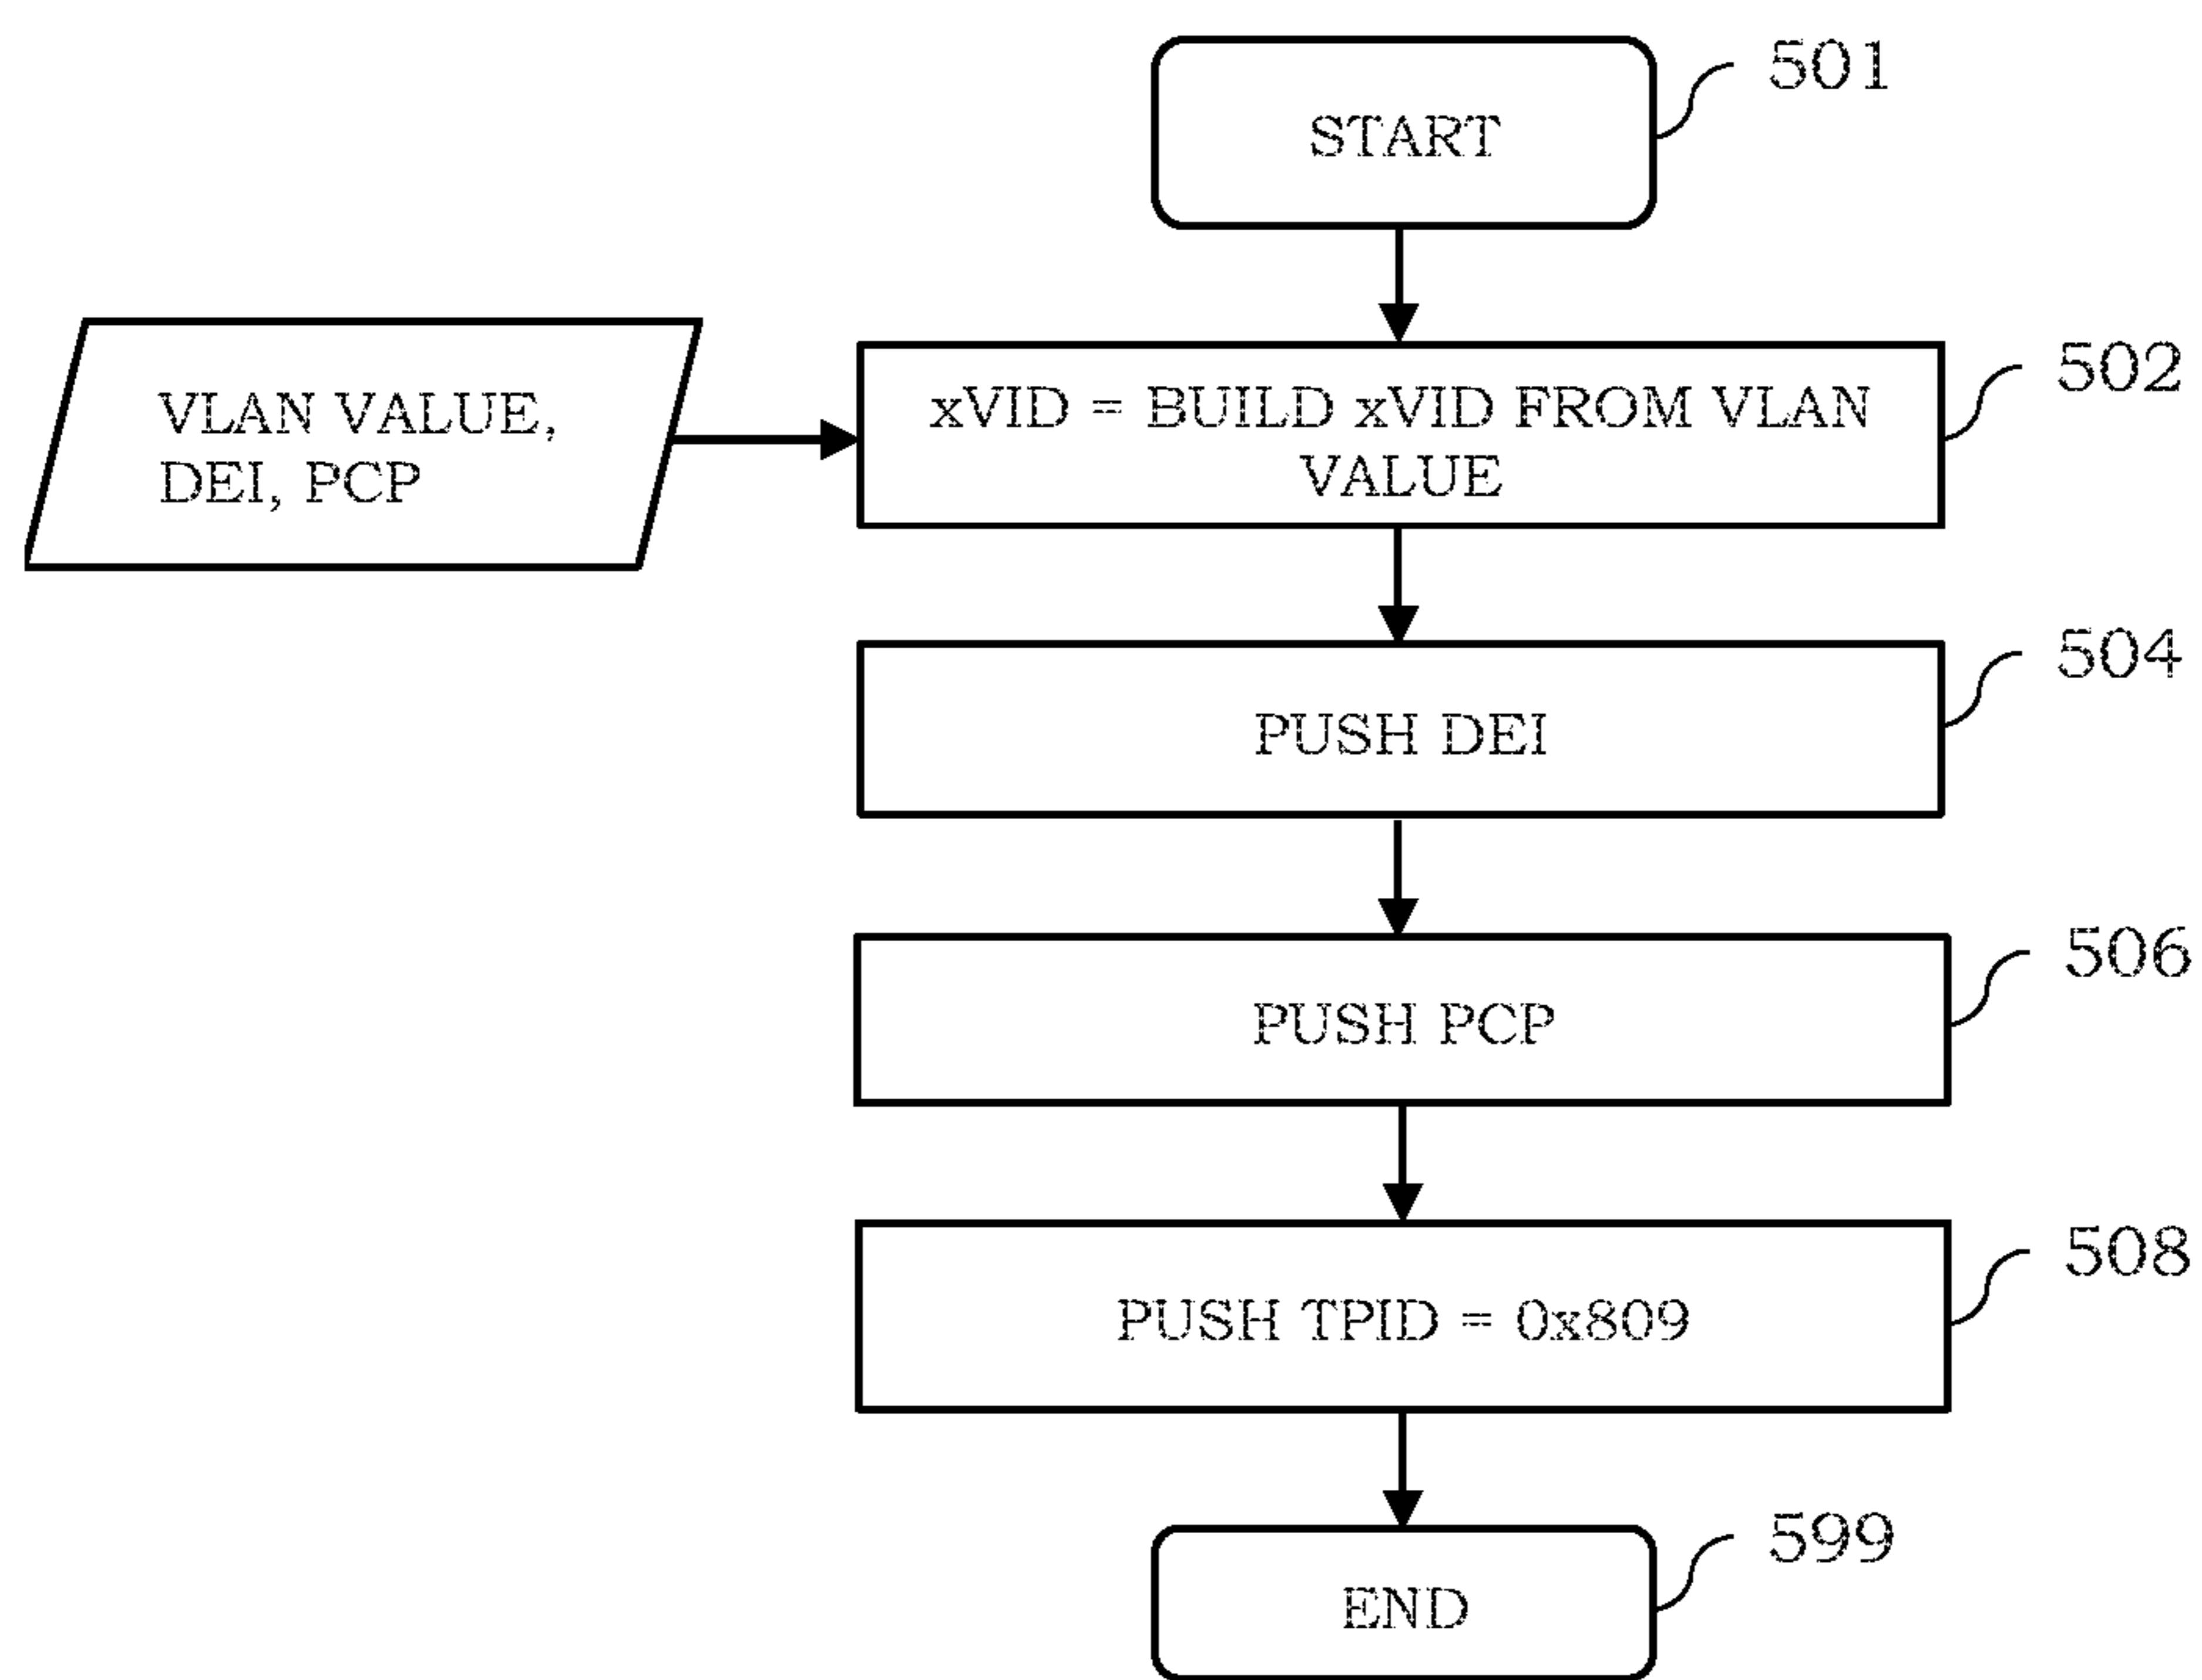 START
501
VLAN VALUE,
DEI, PCP
xVID = BUILD xVID FROM VLAN
VALUE
502
PUSH DEI
504
PUSH PCP
506
PUSH TPID = 0x809
508
END
599